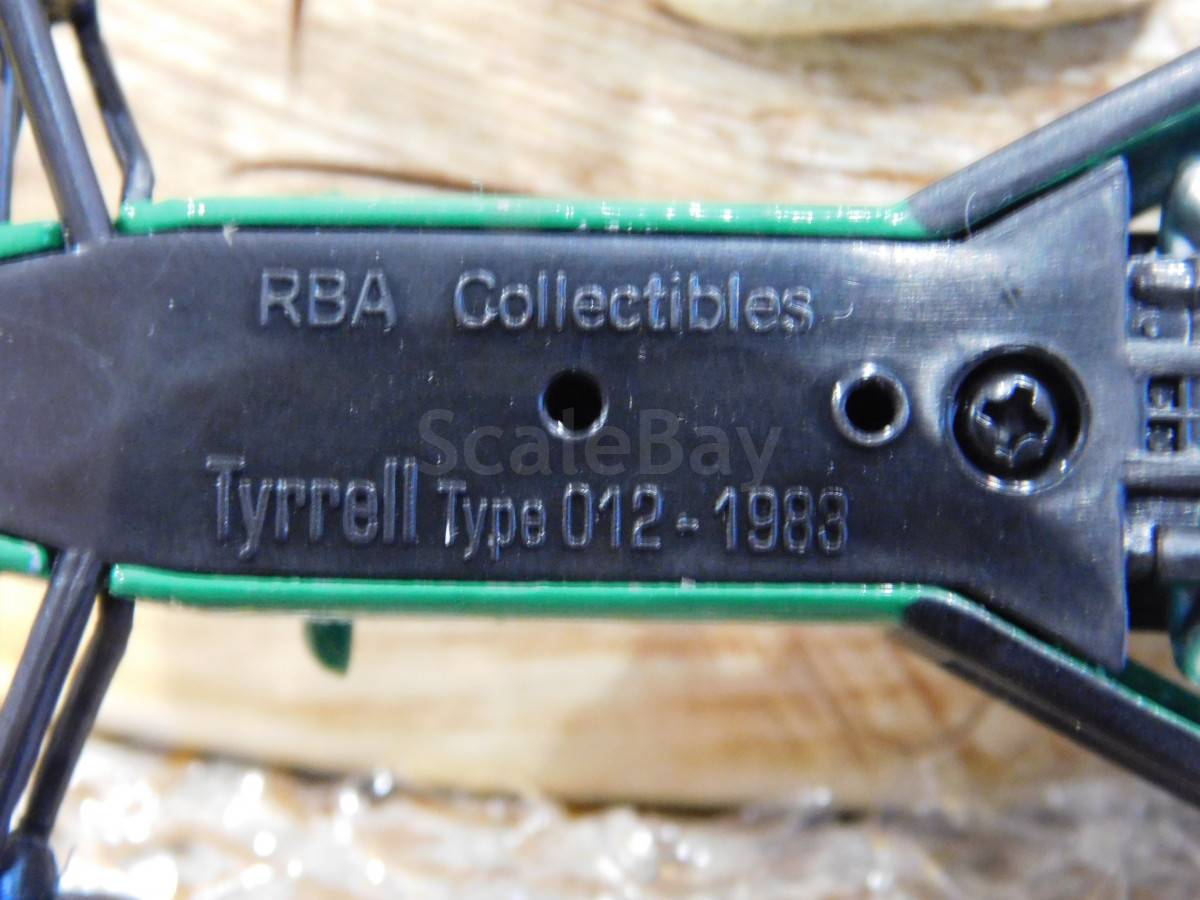 RBA Collectibles
ScaleBay
Tyrrell Type 012 - 1983